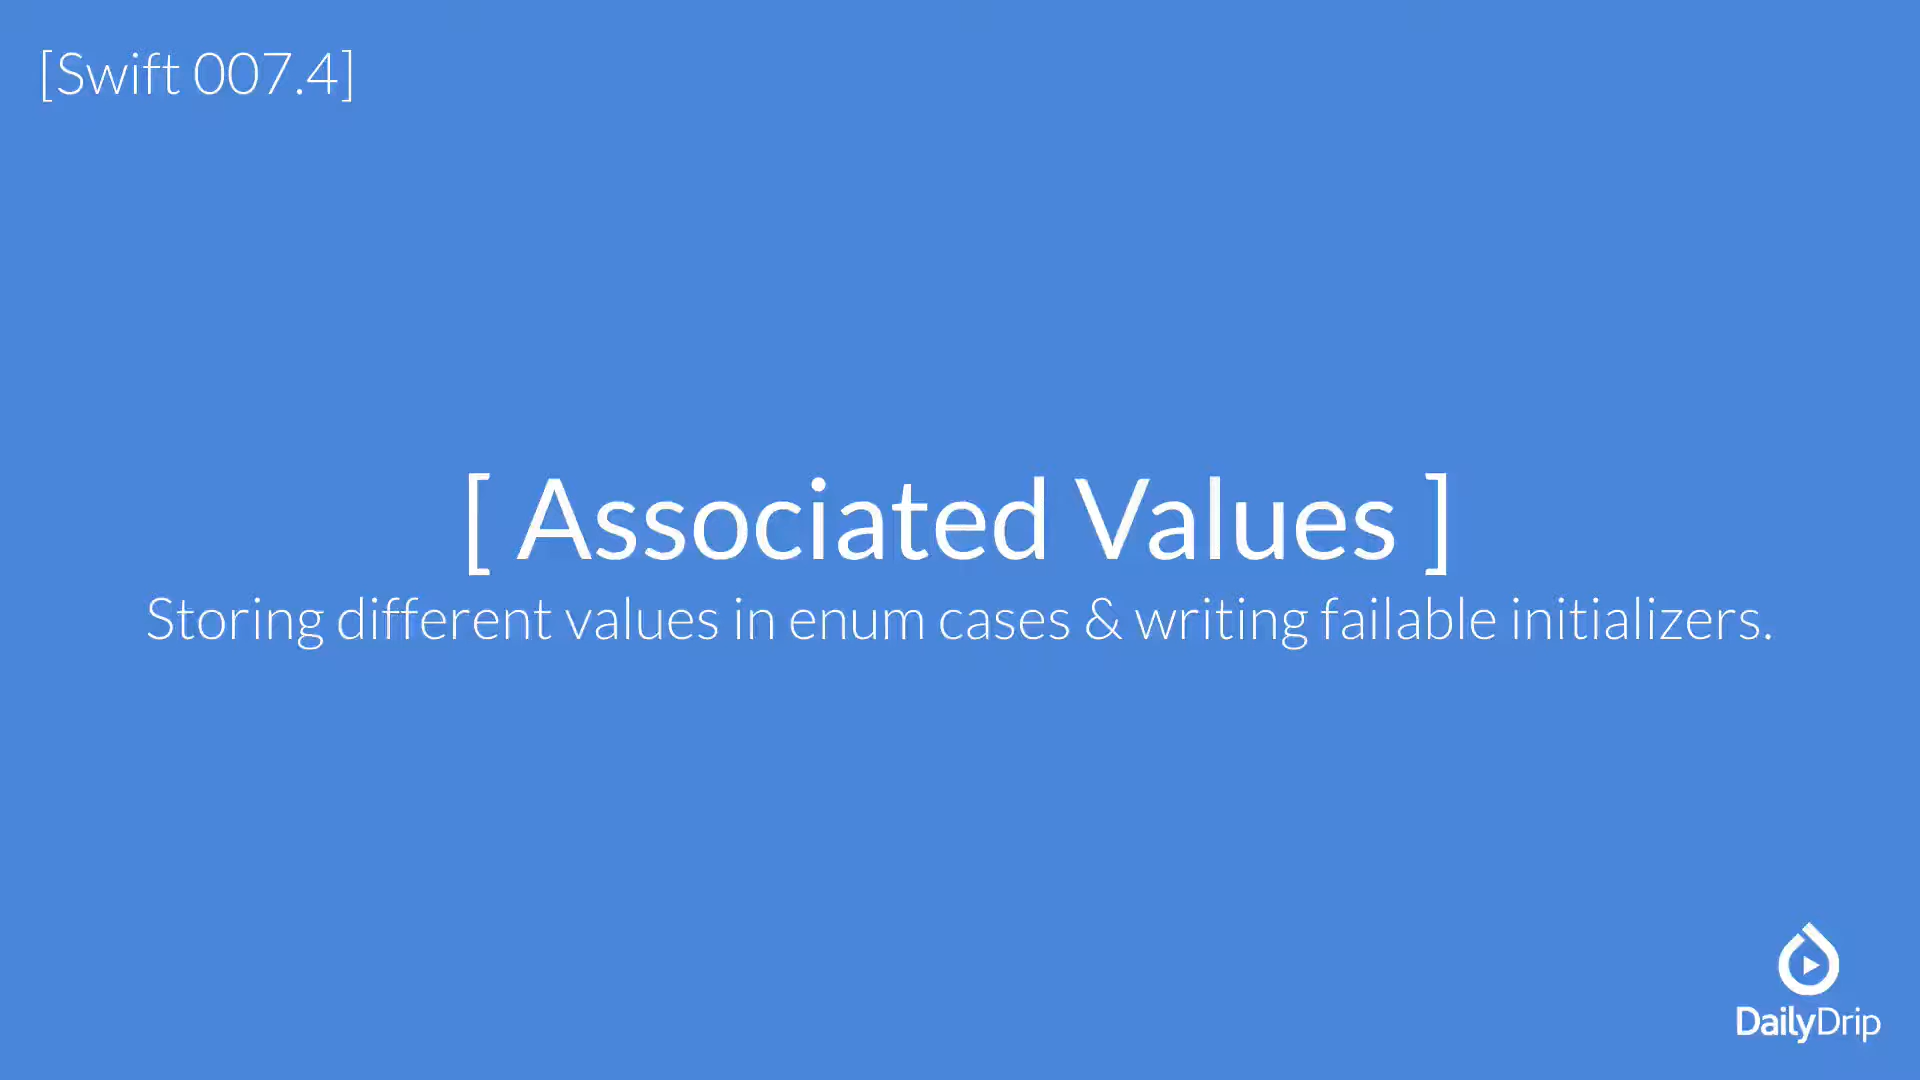 [Swift 007.4]
[ Associated Values ]
Storing different values in enum cases & writing failable initializers.
DailyDrip